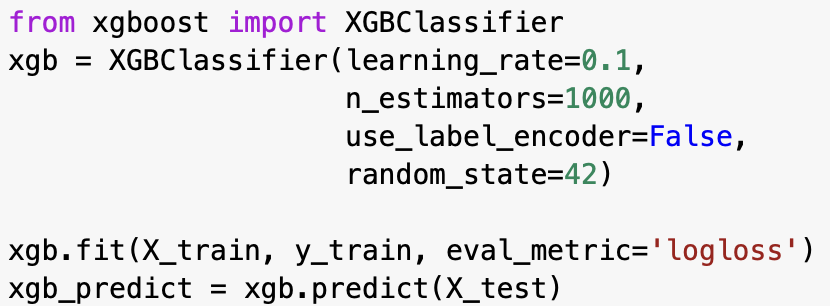 from xgboost import XGBClassifier
xgb = XGBClassifier(learning_rate=0.1,
                    n_estimators=1000,
                    use_label_encoder=False,
                    random_state=42)

xgb.fit(X_train, y_train, eval_metric='logloss')
xgb_predict = xgb.predict(X_test)